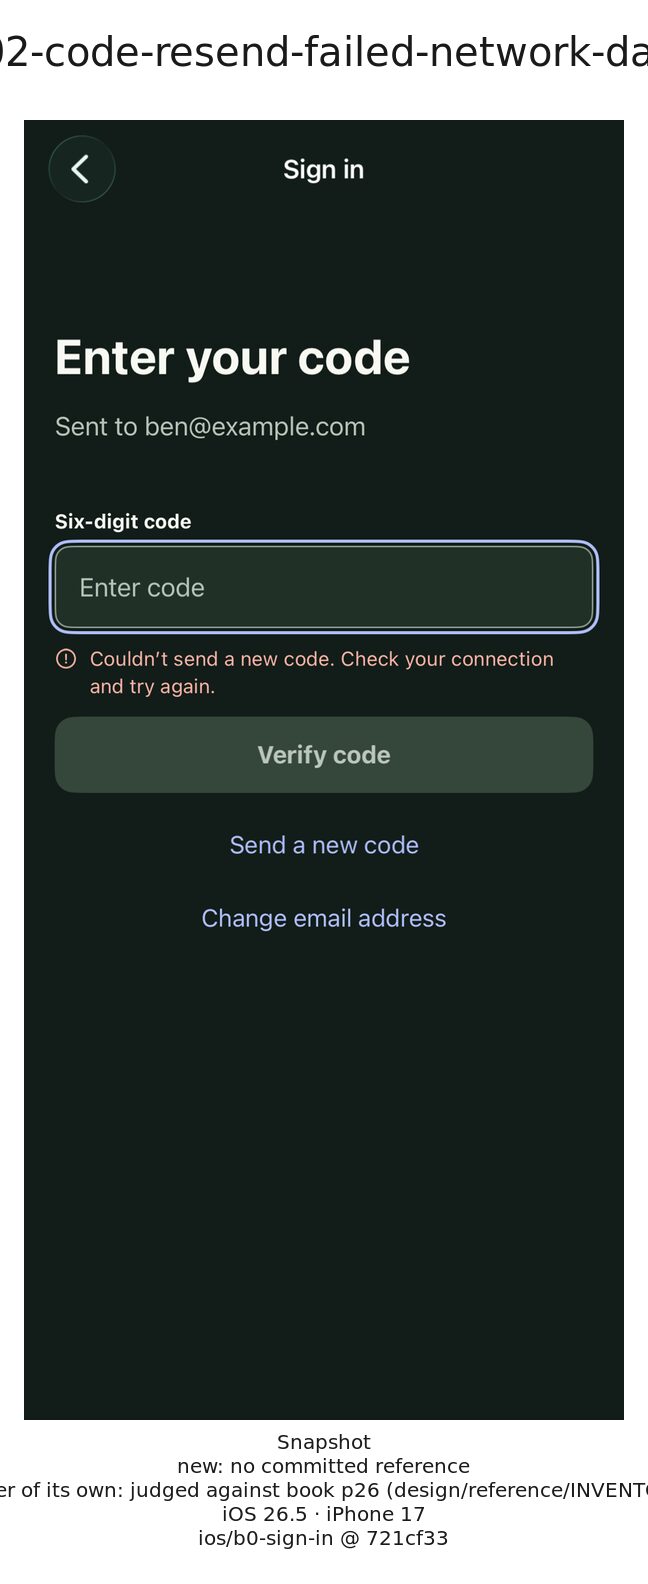 02-code-resend-failed-network-da
Sign in
Enter your code
Sent to ben@example.com
Six-digit code
Enter code
Couldn’t send a new code. Check your connection
and try again.
Verify code
Send a new code
Change email address
Snapshot
new: no committed reference
er of its own: judged against book p26 (design/reference/INVENTO
iOS 26.5 · iPhone 17
ios/b0-sign-in @ 721cf33